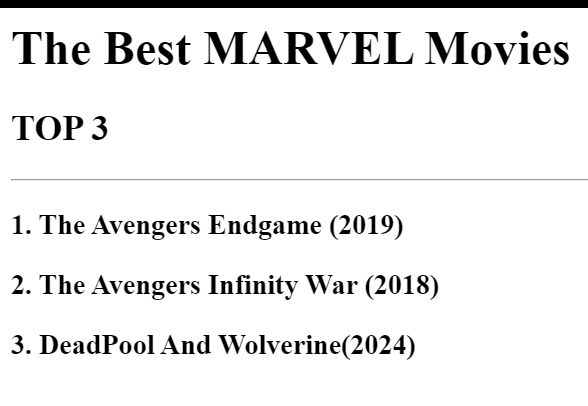 The Best MARVEL Movies
TOP 3
1. The Avengers Endgame (2019)
2. The Avengers Infinity War (2018)
3. DeadPool And Wolverine(2024)